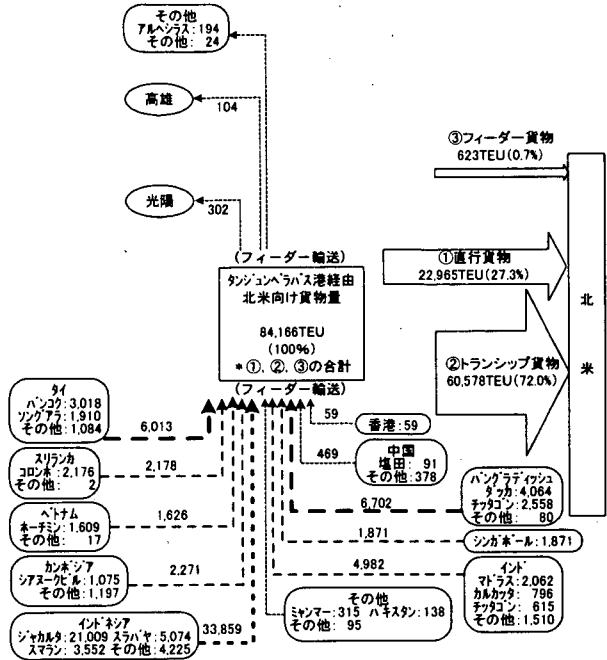 その他
アルヘシラス:194
その他: 24
高雄
104
光陽
302
③フィーダー貨物
623TEU(0.7%)
①直行貨物
22,965TEU(27.3%)
②トランシップ貨物
60,578TEU(72.0%)
北
米
(フィーダー輸送)
タンジュンペラパス港経由
北米向け貨物量
84,166TEU
(100%)
*①、②、③の合計
(フィーダー輸送)
タイ
バンコク:3,018
ソングアラ:1,910
その他:1,084
6,013
スリランカ
コロンボ:2,176
その他: 2
2,178
ベトナム
ホーチミン:1,609
その他: 17
1,626
カンボジア
シアヌークビル:1,075
その他:1,197
2,271
インドネシア
ジャカルタ:21,009 スラバヤ:5,074
スマラン: 3,552 その他:4,225
33,859
59
香港:59
469
中国
塩田: 91
その他:378
6,702
バングラディッシュ
ダッカ:4,064
チッタゴン:2,558
その他: 80
1,871
シンガポール:1,871
4,982
インド
マドラス:2,062
カルカッタ: 796
チッタゴン: 615
その他:1,510
その他
ミャンマー:315 パキスタン:138
その他: 95